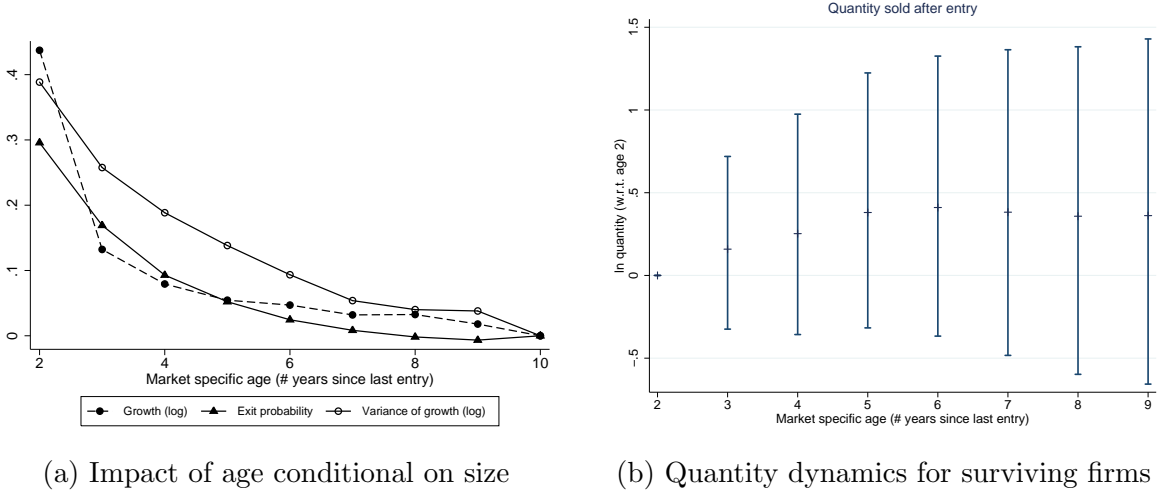 0
.1
.2
.3
.4
2
4
6
8
10
Market specific age (# years since last entry)
Growth (log)
Exit probability
Variance of growth (log)
(a) Impact of age conditional on size
Quantity sold after entry
ln quantity (w.r.t. age 2)
1.5
1
.5
0
-.5
2
3
4
5
6
7
8
9
Market specific age (# years since last entry)
(b) Quantity dynamics for surviving firms